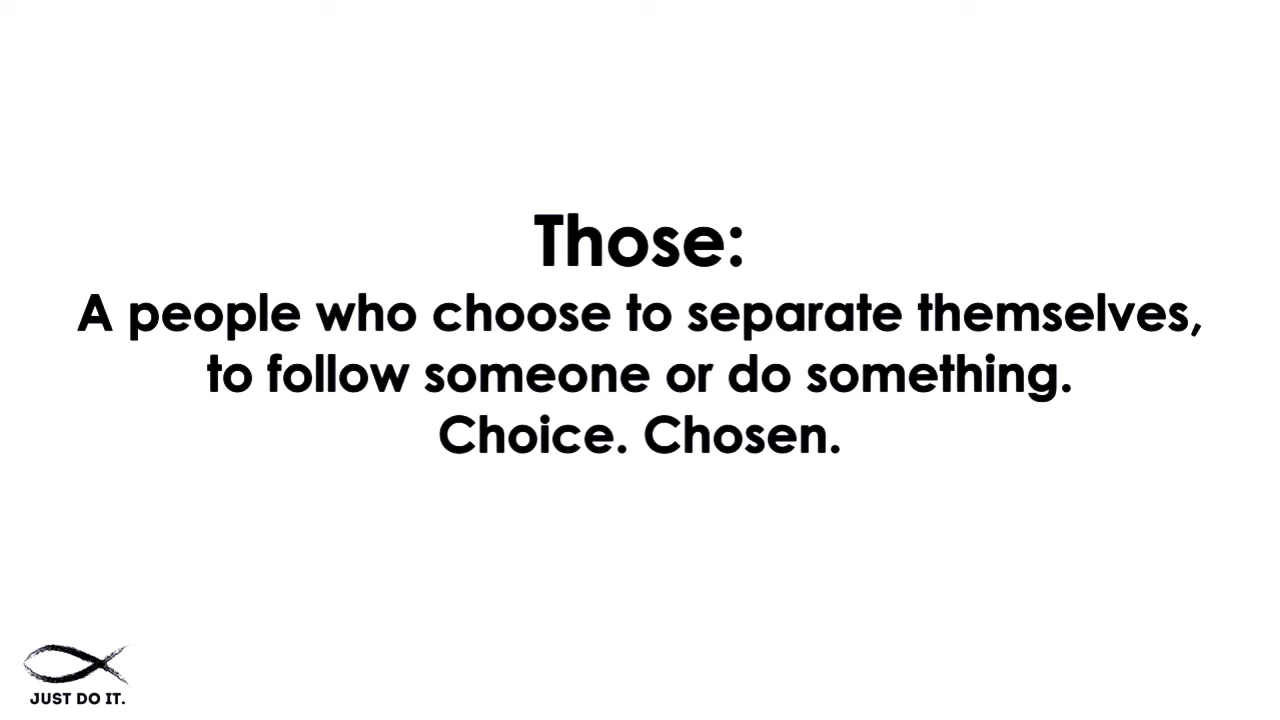 Those:
A people who choose to separate themselves,
to follow someone or do something.
Choice. Chosen.
JUST DO IT.